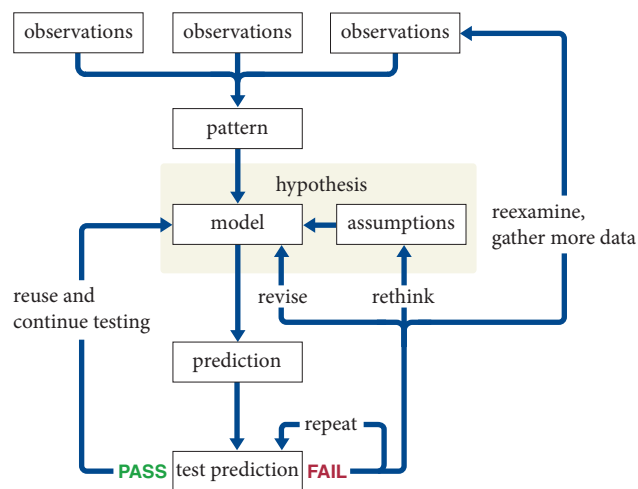 observations
observations
observations
pattern
hypothesis
model
assumptions
reexamine,
gather more data
reuse and
continue testing
revise
rethink
prediction
repeat
PASS
test prediction
FAIL